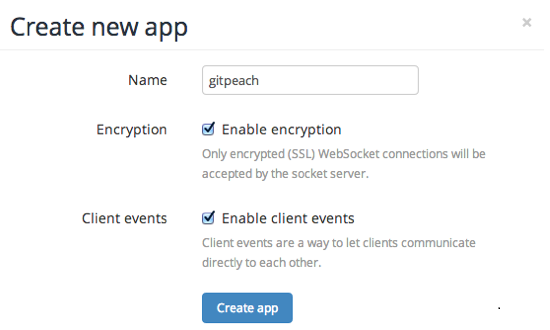 Create new app
×
Name
gitpeach
Encryption
Enable encryption
Only encrypted (SSL) WebSocket connections will be
accepted by the socket server.
Client events
Enable client events
Client events are a way to let clients communicate
directly to each other.
Create app
.